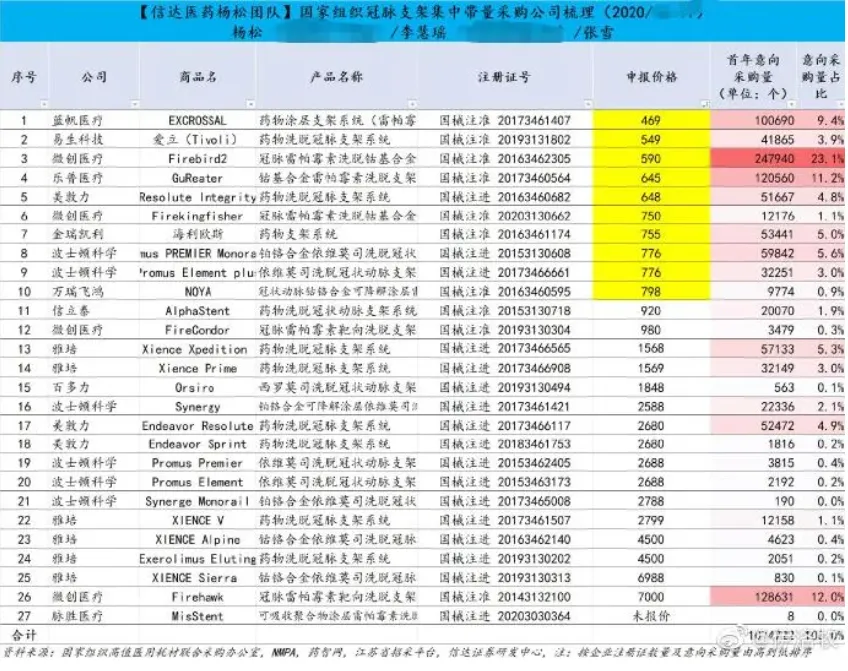 【信达医药杨松团队】国家组织冠脉支架集中带量采购公司梳理（2020/
杨松 /李慧瑶 /张雪
序号 公司 商品名 产品名称 注册证号 申报价格 首年意向采购量（单位：个） 意向采购量占比
1 蓝帆医疗 EXCROSSAL 药物涂层支架系统（雷帕霉 国械注准 20173461407 469 100690 9.4%
2 易生科技 爱立（Tivoli） 药物洗脱冠脉支架系统 国械注准 20193131802 549 41865 3.9%
3 微创医疗 Firebird2 冠脉雷帕霉素洗脱钴基合金 国械注准 20163462305 590 247940 23.1%
4 乐普医疗 GuReater 钴基合金雷帕霉素洗脱支架 国械注准 20173460564 645 120560 11.2%
5 美敦力 Resolute Integrity 药物洗脱冠脉支架系统 国械注进 20163460682 648 51667 4.8%
6 微创医疗 Firekingfisher 冠脉雷帕霉素洗脱钴基合金 国械注准 20203130662 750 12176 1.1%
7 金瑞凯利 海利欧斯 药物支架系统 国械注准 20163461174 755 53441 5.0%
8 波士顿科学 mus PREMIER Monora 铂铬合金依维莫司洗脱冠状 国械注进 20153130608 776 59842 5.6%
9 波士顿科学 Promus Element plu 依维莫司洗脱冠状动脉支架 国械注进 20173466661 776 32251 3.0%
10 万瑞飞鸿 NOYA 冠状动脉钴铬合金可降解涂层 国械注准 20163460595 798 9774 0.9%
11 信立泰 AlphaStent 药物洗脱冠状动脉支架系统 国械注准 20153130718 920 20070 1.9%
12 微创医疗 FireCondor 冠脉雷帕霉素靶向洗脱支架 国械注准 20193130304 980 3479 0.3%
13 雅培 Xience Xpedition 药物洗脱冠脉支架系统 国械注进 20173466565 1568 57133 5.3%
14 雅培 Xience Prime 药物洗脱冠脉支架系统 国械注进 20173466908 1569 32149 3.0%
15 百多力 Orsiro 西罗莫司洗脱冠状动脉支架 国械注进 20193130494 1848 563 0.1%
16 波士顿科学 Synergy 铂铬合金可降解涂层依维莫司 国械注进 20173461421 2588 22336 2.1%
17 美敦力 Endeavor Resolute 药物洗脱冠脉支架系统 国械注进 20173466117 2680 52472 4.9%
18 美敦力 Endeavor Sprint 药物洗脱冠脉支架系统 国械注进 20183461753 2680 1816 0.2%
19 波士顿科学 Promus Premier 依维莫司洗脱冠状动脉支架 国械注进 20153462405 2688 3815 0.4%
20 波士顿科学 Promus Element 依维莫司洗脱冠状动脉支架 国械注进 20153463173 2688 2192 0.2%
21 波士顿科学 Synerge Monorail 铂铬合金依维莫司洗脱冠状 国械注进 20173465008 2788 190 0.0%
22 雅培 XIENCE V 药物洗脱冠脉支架系统 国械注进 20173461507 2799 12158 1.1%
23 雅培 XIENCE Alpine 钴铬合金依维莫司洗脱冠脉 国械注进 20163462140 4500 4623 0.4%
24 雅培 Exerolimus Eluting 药物洗脱冠脉支架系统 国械注进 20193130202 4500 2051 0.2%
25 雅培 XIENCE Sierra 钴铬合金依维莫司洗脱冠脉 国械注进 20193130313 6988 830 0.1%
26 微创医疗 Firehawk 冠脉雷帕霉素靶向洗脱支架 国械注准 20143132100 7000 128631 12.0%
27 脉胜医疗 MisStent 可吸收聚合物涂层雷帕霉素洗 国械注准 20203030364 未报价 8 0.0%
合计 1074722 100.0%
资料来源：国家组织高值医用耗材联合采购办公室，NMPA，药智网，江苏省招采平台，信达证券研发中心，注：按企业注册证数量及意向采购量由高到低排序